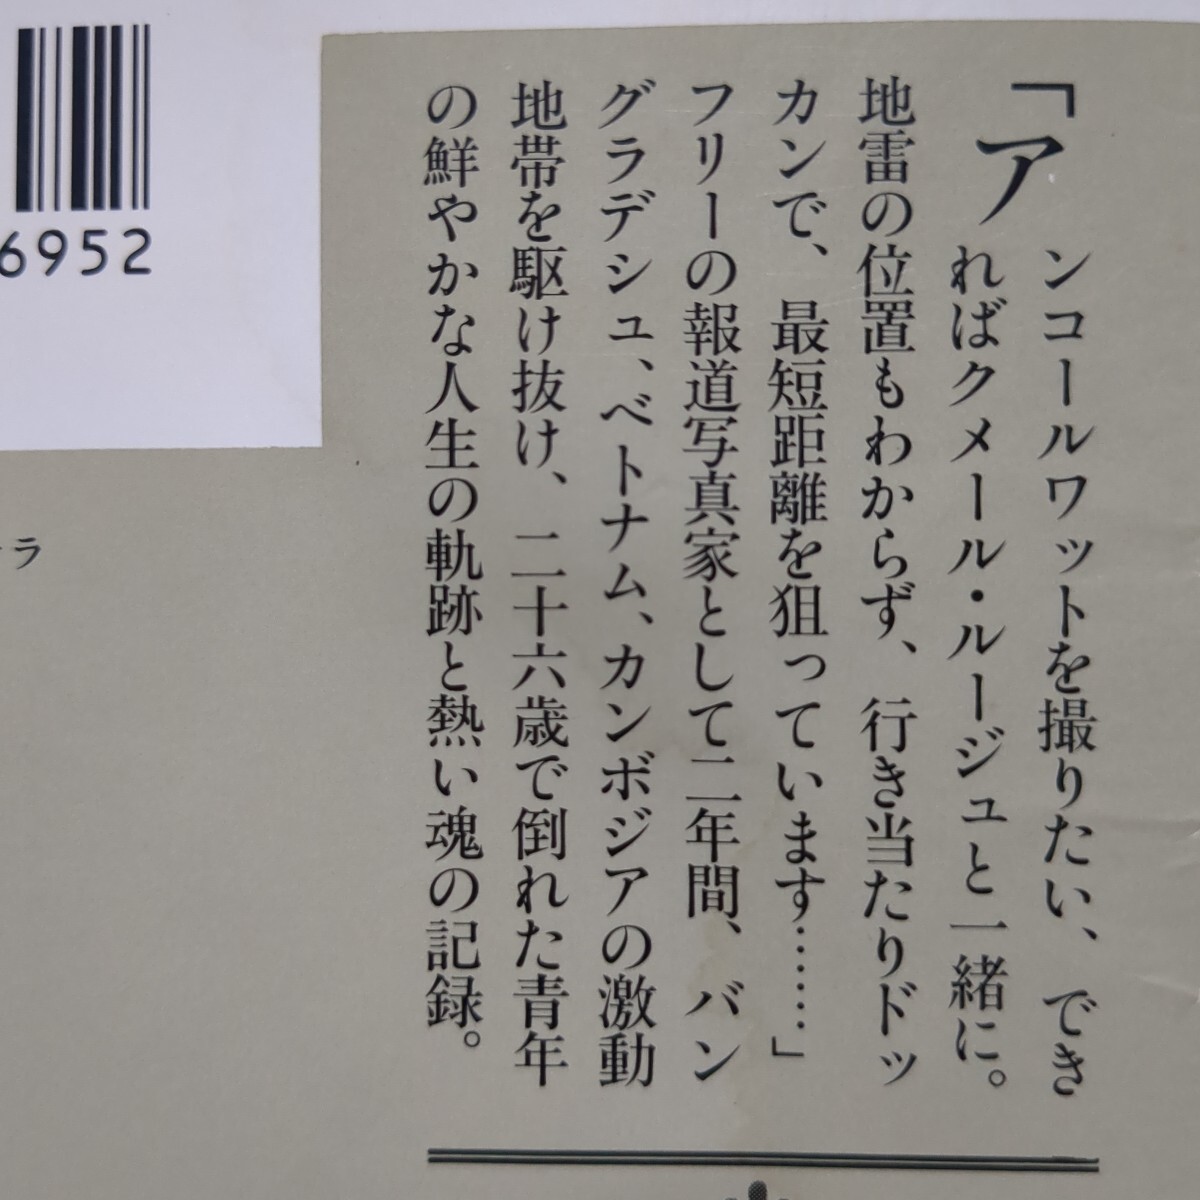 「アンコールワットを撮りたい、でき
ればクメール・ルージュと一緒に。
地雷の位置もわからず、行き当たりドッ
カンで、最短距離を狙っています……」
フリーの報道写真家として二年間、バン
グラデシュ、ベトナム、カンボジアの激動
地帯を駆け抜け、二十六歳で倒れた青年
の鮮やかな人生の軌跡と熱い魂の記録。
6952
ラ